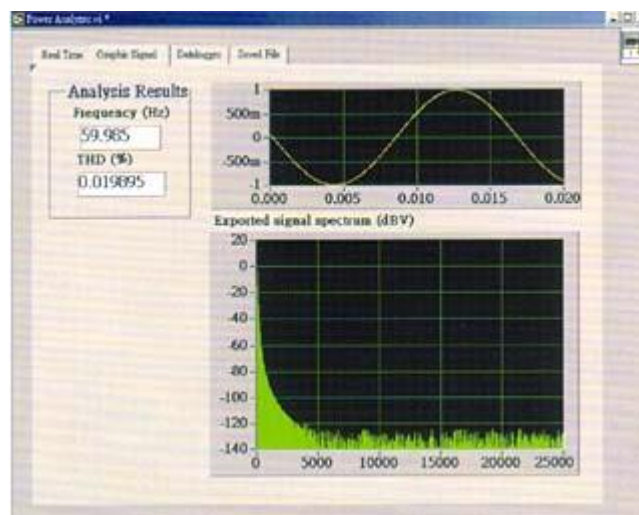 Power Analyzer.vi *
Real Time Graphic Signal Datalogger Saved File
Analysis Results
Frequency (Hz)
59.985
THD (%)
0.019895
1
500m
0
-500m
-1
0.000 0.005 0.010 0.015 0.020
Exported signal spectrum (dBV)
20
0
-20
-40
-60
-80
-100
-120
-140
0 5000 10000 15000 20000 25000